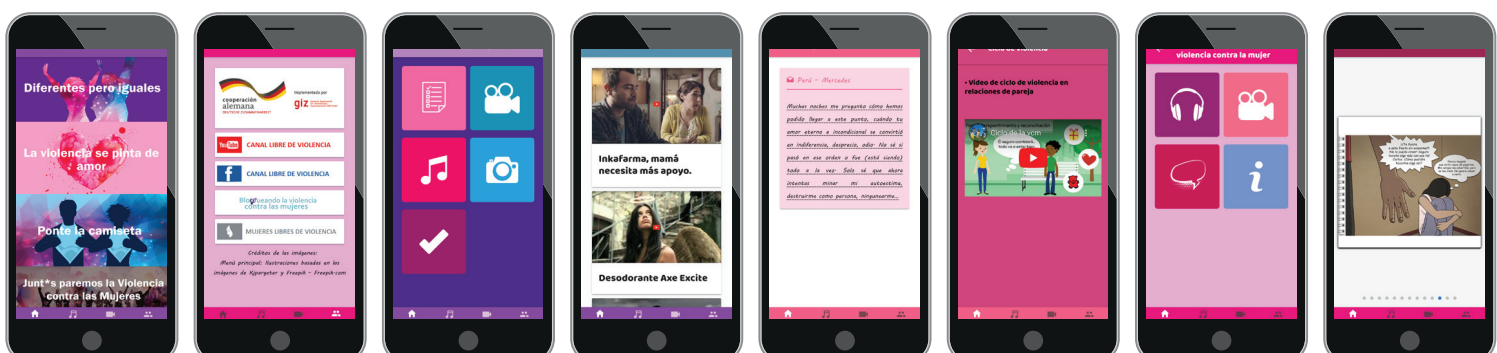 Diferentes pero iguales
La violencia se pinta de
amor
Ponte la camiseta
Junt*s paremos la Violencia
contra las Mujeres
cooperación
alemana
DEUTSCHE ZUSAMMENARBEIT
Implementada por
giz
YouTube CANAL LIBRE DE VIOLENCIA
f CANAL LIBRE DE VIOLENCIA
Blogueando la violencia
contra las mujeres
MUJERES LIBRES DE VIOLENCIA
Créditos de las imágenes:
Menú principal: Ilustraciones basadas en las
imágenes de Kjpargeter y Freepik - Freepik.com
Inkafarma, mamá
necesita más apoyo.
Desodorante Axe Excite
Perú - Mercedes
Muchas noches me pregunto cómo hemos
podido llegar a este punto, cuándo tu
amor eterno e incondicional se convirtió
en indiferencia, desprecio, odio. No sé si
pasó en ese orden o fue (está siendo)
todo a la vez. Solo sé que ahora
intentas minar mi autoestima,
destruirme como persona, ningunearme...
Ciclo de violencia
• Video de ciclo de violencia en
relaciones de pareja
Ciclo de la vcm
violencia contra la mujer
i